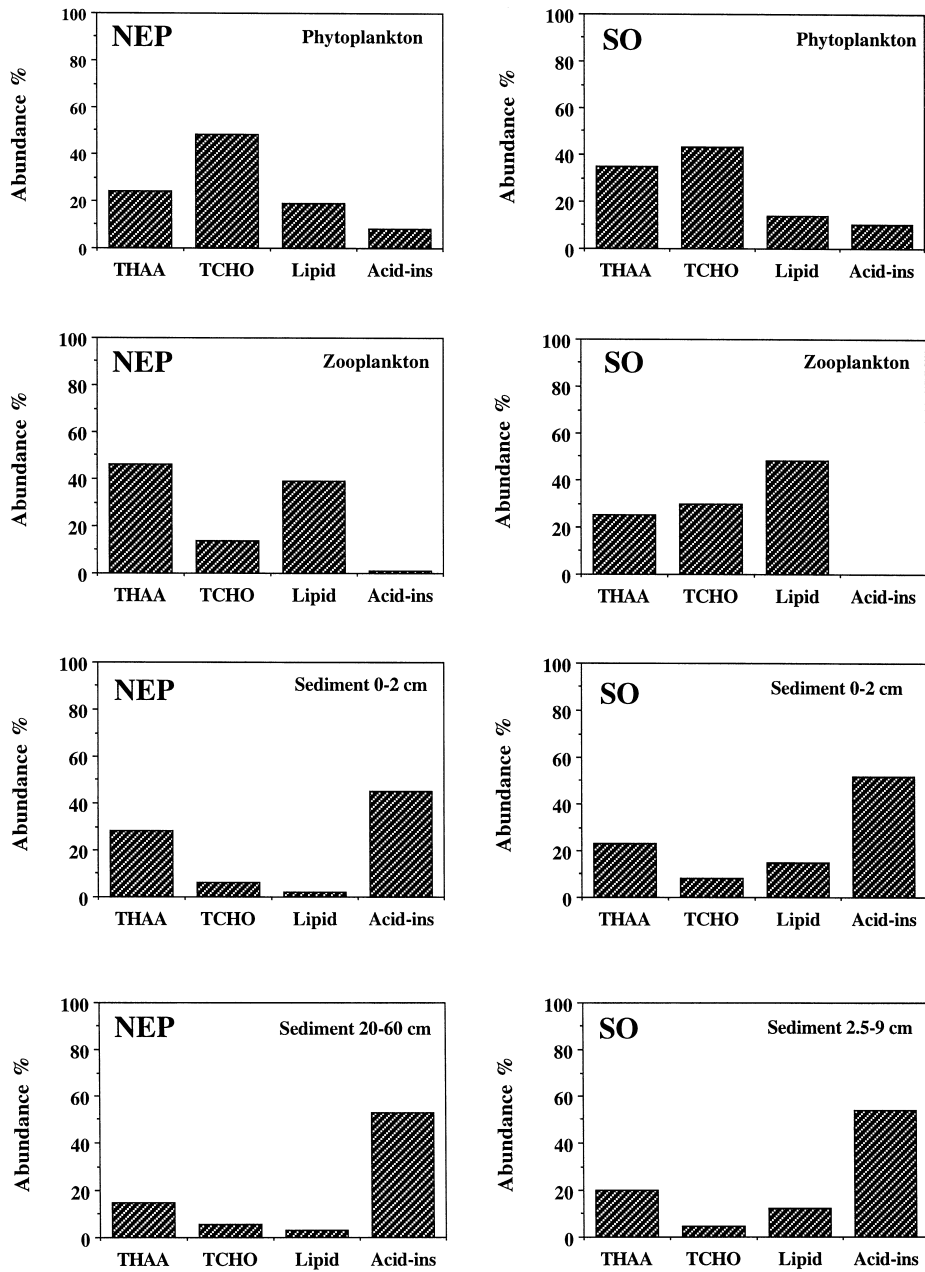 NEP
Phytoplankton
Abundance %
100
80
60
40
20
0
THAA TCHO Lipid Acid-ins
SO
Phytoplankton
Abundance %
100
80
60
40
20
0
THAA TCHO Lipid Acid-ins
NEP
Zooplankton
Abundance %
100
80
60
40
20
0
THAA TCHO Lipid Acid-ins
SO
Zooplankton
Abundance %
100
80
60
40
20
0
THAA TCHO Lipid Acid-ins
NEP
Sediment 0-2 cm
Abundance %
100
80
60
40
20
0
THAA TCHO Lipid Acid-ins
SO
Sediment 0-2 cm
Abundance %
100
80
60
40
20
0
THAA TCHO Lipid Acid-ins
NEP
Sediment 20-60 cm
Abundance %
100
80
60
40
20
0
THAA TCHO Lipid Acid-ins
SO
Sediment 2.5-9 cm
Abundance %
100
80
60
40
20
0
THAA TCHO Lipid Acid-ins